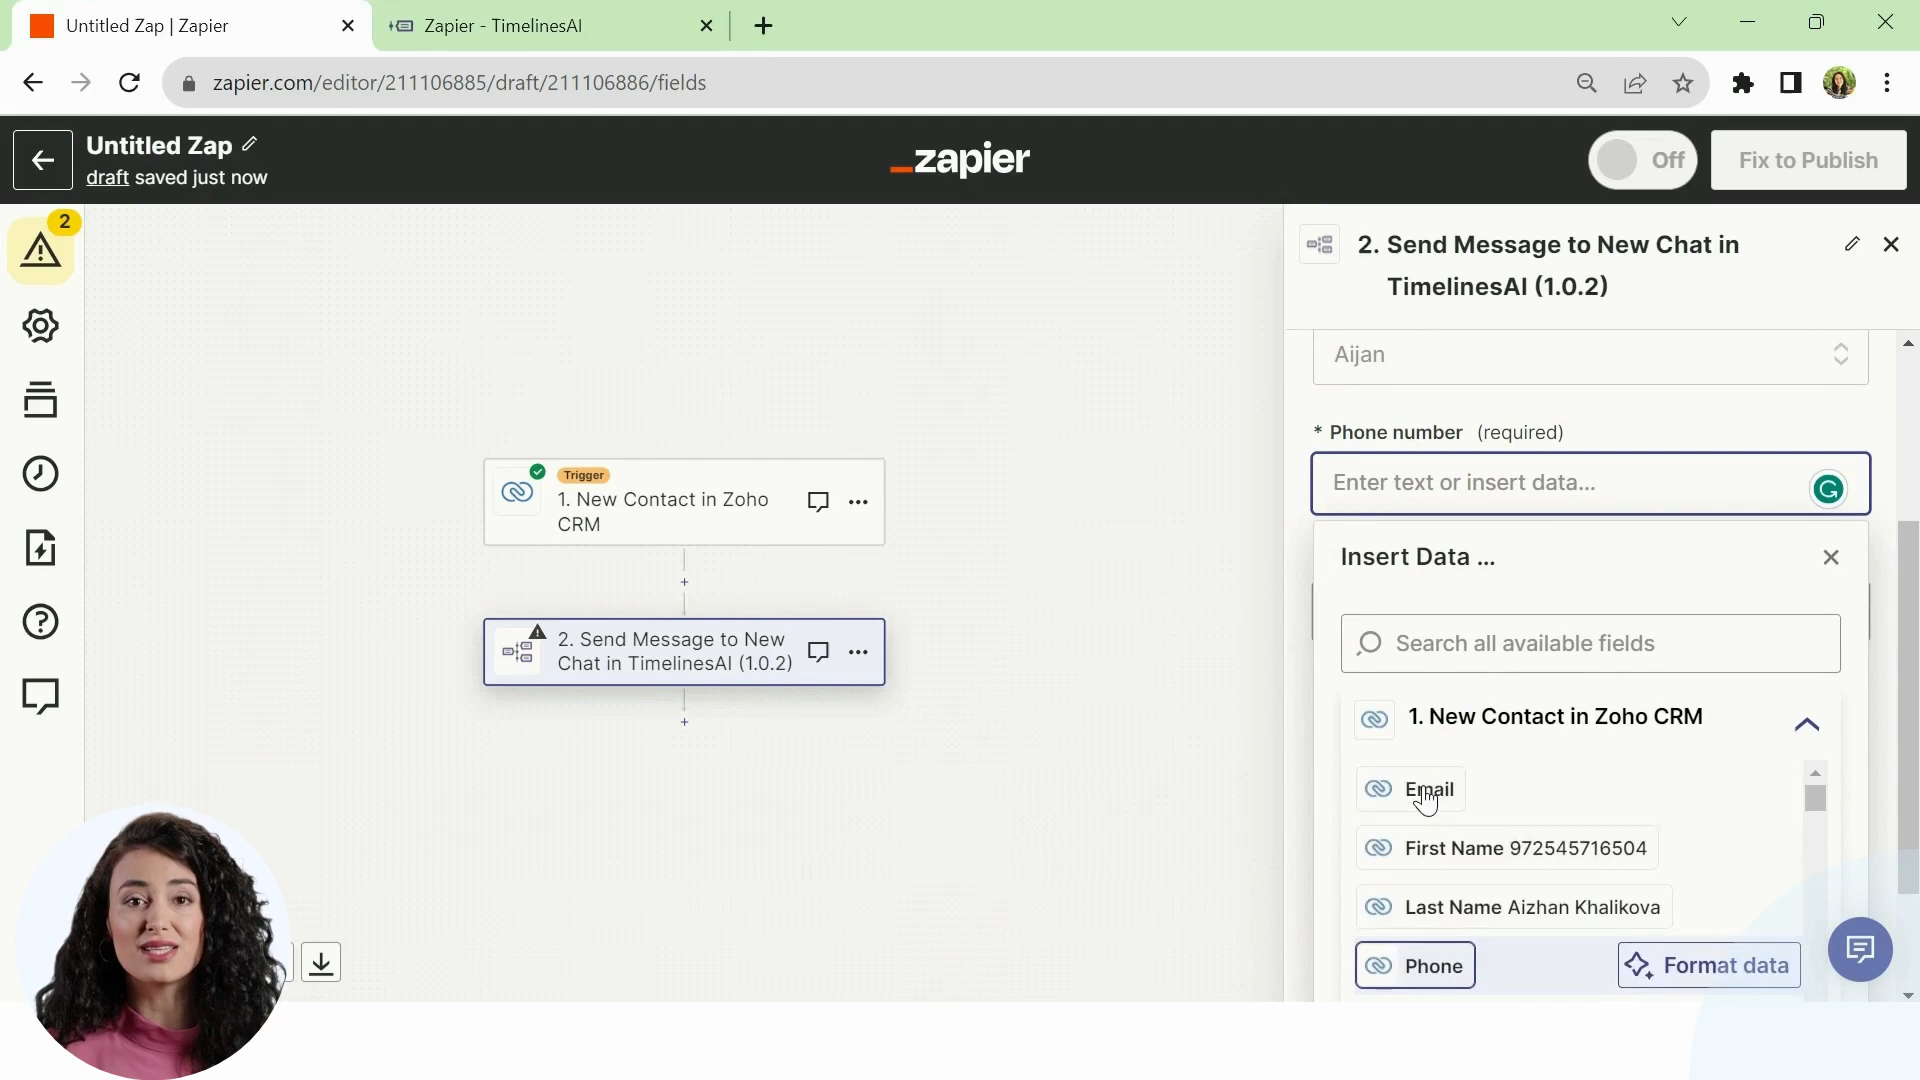 Untitled Zap | Zapier
Zapier - TimelinesAI
zapier.com/editor/211106885/draft/211106886/fields
Untitled Zap
draft saved just now
_zapier
Off
Fix to Publish
2
2. Send Message to New Chat in
TimelinesAI (1.0.2)
Aijan
* Phone number (required)
Enter text or insert data...
Trigger
1. New Contact in Zoho
CRM
2. Send Message to New
Chat in TimelinesAI (1.0.2)
Insert Data ...
Search all available fields
1. New Contact in Zoho CRM
Email
First Name 972545716504
Last Name Aizhan Khalikova
Phone
Format data